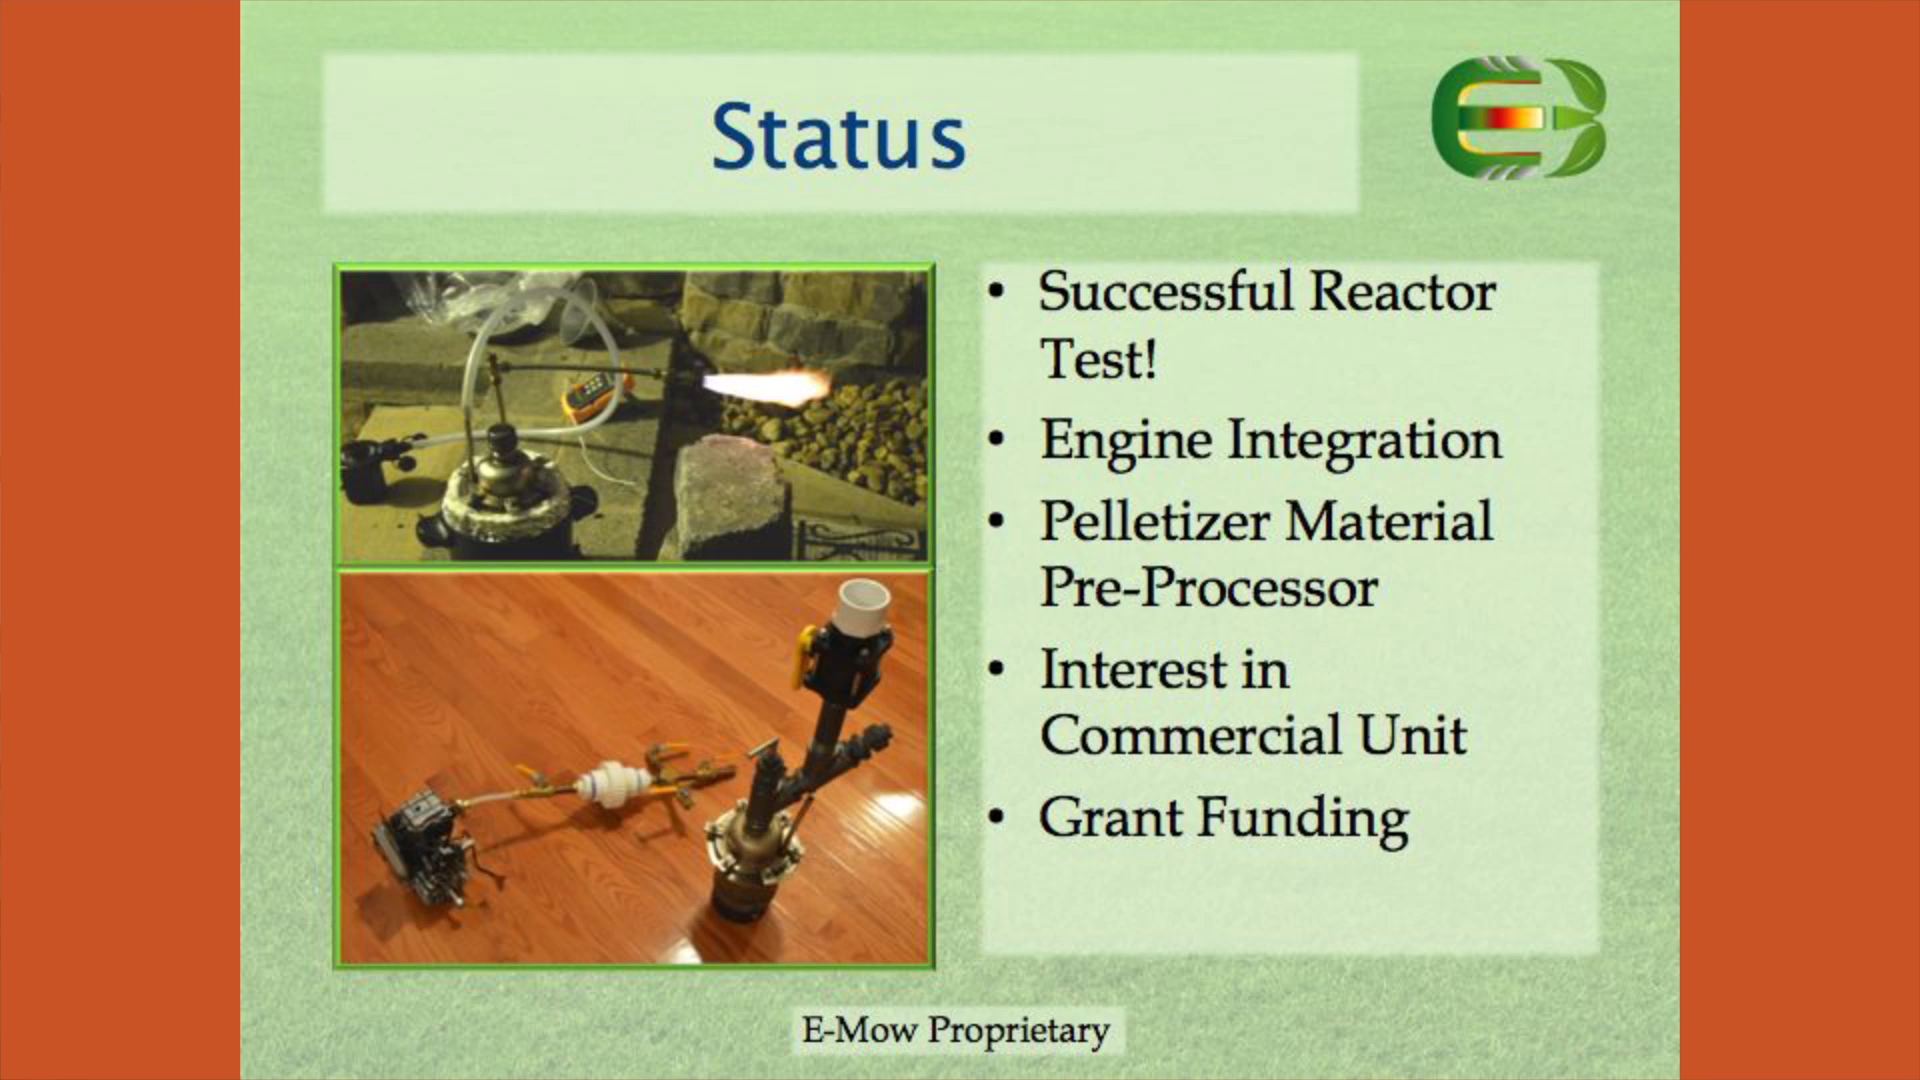 Status
• Successful Reactor
Test!
• Engine Integration
• Pelletizer Material
Pre-Processor
• Interest in
Commercial Unit
• Grant Funding
E-Mow Proprietary